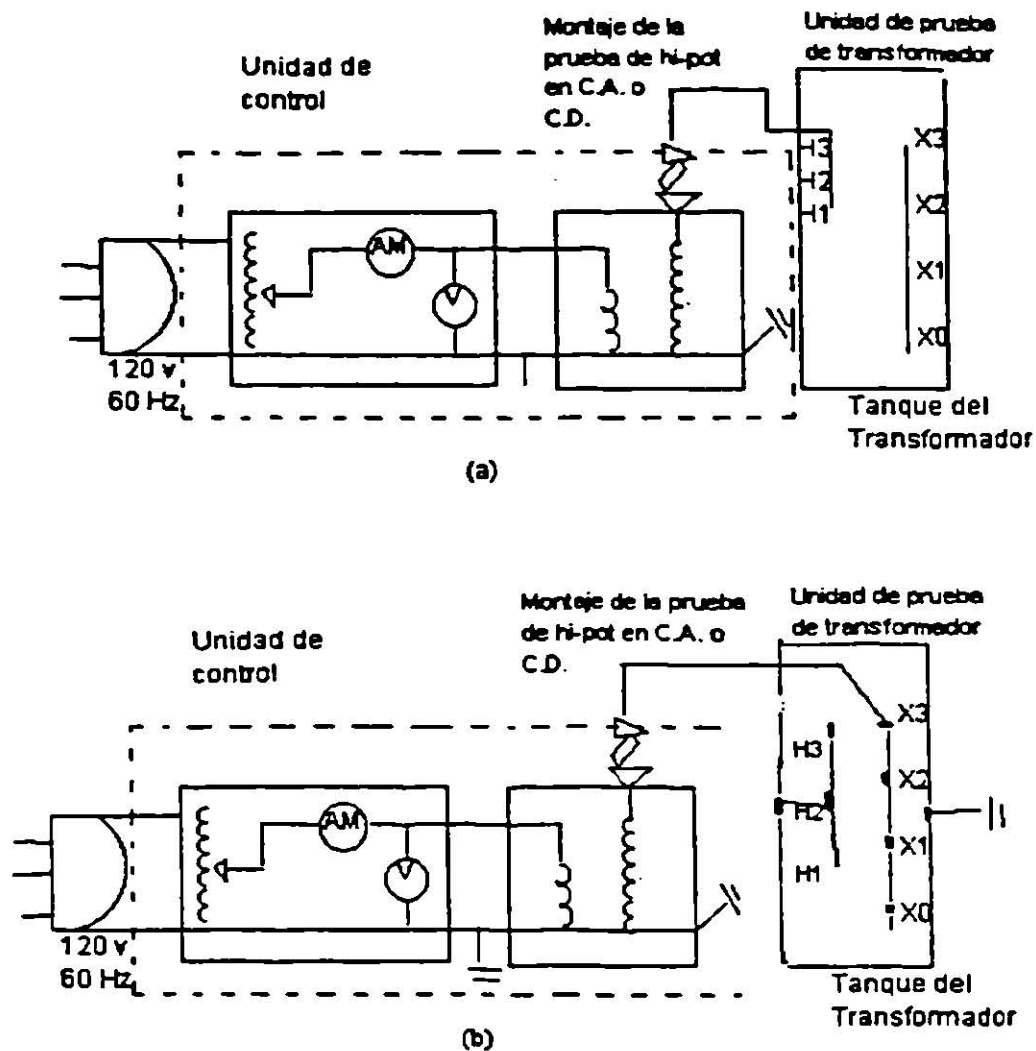 Unidad de
control
Montaje de la
prueba de hi-pot
en C.A. o
C.D.
Unidad de prueba
de transformador
H3
H2
H1
X3
X2
X1
X0
AM
V
120 v
60 Hz
Tanque del
Transformador
(a)
Unidad de
control
Montaje de la prueba
de hi-pot en C.A. o
C.D.
Unidad de prueba
de transformador
H3
H2
H1
X3
X2
X1
X0
AM
V
120 v
60 Hz
Tanque del
Transformador
(b)